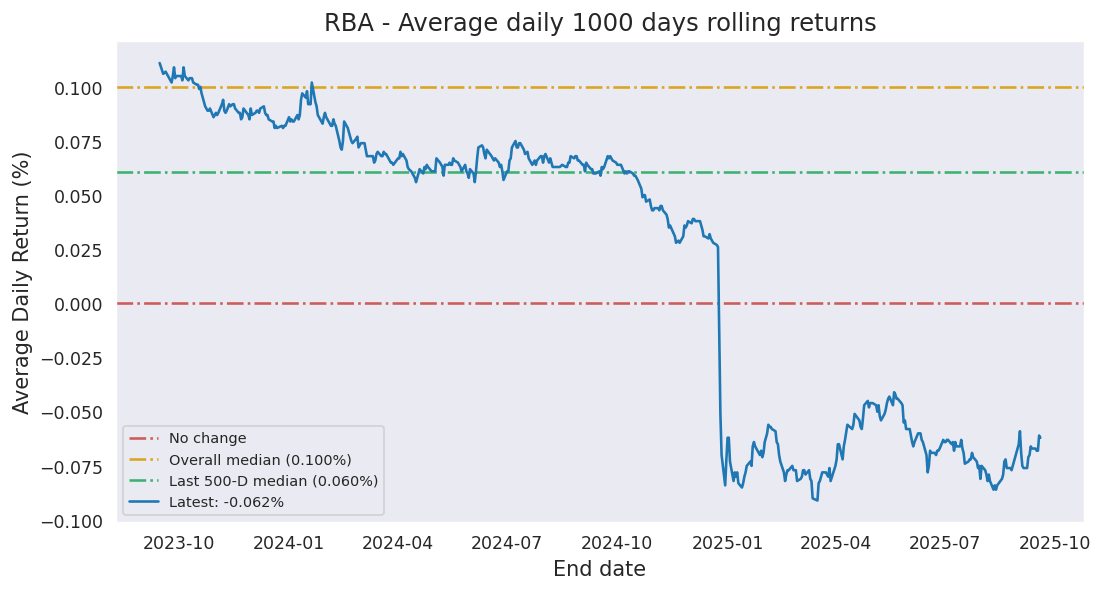 RBA - Average daily 1000 days rolling returns
Average Daily Return (%)
0.100
0.075
0.050
0.025
0.000
−0.025
−0.050
−0.075
−0.100
No change
Overall median (0.100%)
Last 500-D median (0.060%)
Latest: -0.062%
2023-10 2024-01 2024-04 2024-07 2024-10 2025-01 2025-04 2025-07 2025-10
End date